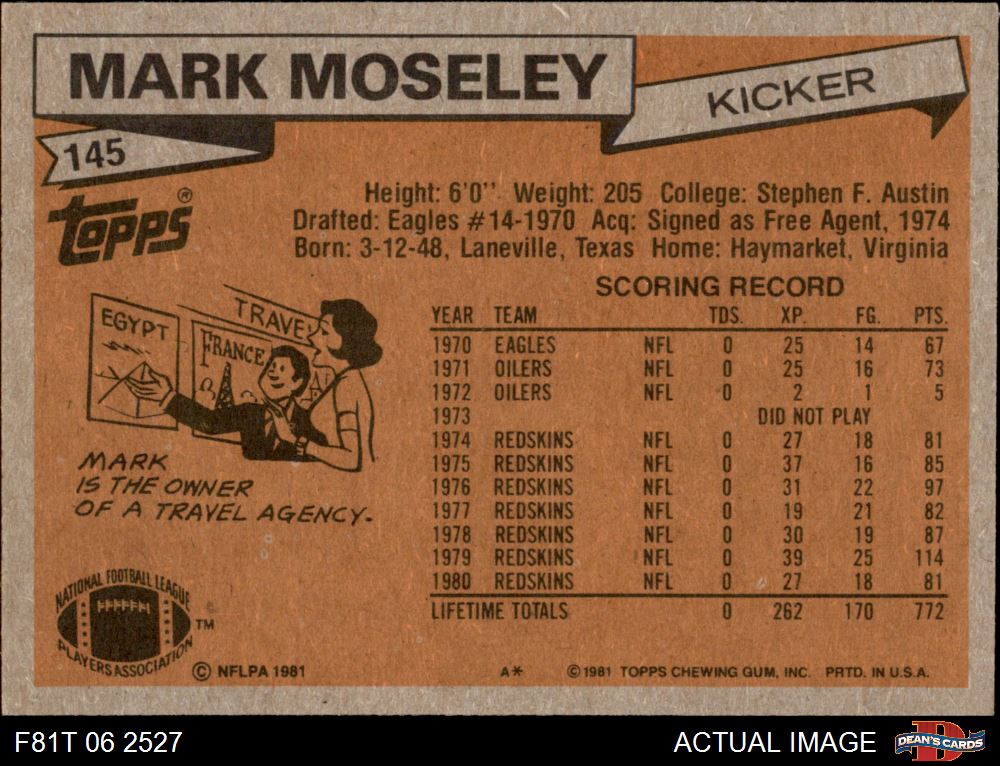 MARK MOSELEY
KICKER
145
Topps®
Height: 6'0'' Weight: 205 College: Stephen F. Austin
Drafted: Eagles #14-1970 Acq: Signed as Free Agent, 1974
Born: 3-12-48, Laneville, Texas Home: Haymarket, Virginia
SCORING RECORD
YEAR TEAM TDS. XP. FG. PTS.
1970 EAGLES NFL 0 25 14 67
1971 OILERS NFL 0 25 16 73
1972 OILERS NFL 0 2 1 5
1973 DID NOT PLAY
1974 REDSKINS NFL 0 27 18 81
1975 REDSKINS NFL 0 37 16 85
1976 REDSKINS NFL 0 31 22 97
1977 REDSKINS NFL 0 19 21 82
1978 REDSKINS NFL 0 30 19 87
1979 REDSKINS NFL 0 39 25 114
1980 REDSKINS NFL 0 27 18 81
LIFETIME TOTALS 0 262 170 772
TRAVEL
EGYPT
FRANCE
MARK
IS THE OWNER
OF A TRAVEL AGENCY.
NATIONAL FOOTBALL LEAGUE
PLAYERS ASSOCIATION
TM
© NFLPA 1981
A* © 1981 TOPPS CHEWING GUM, INC. PRTD. IN U.S.A.
F81T 06 2527
ACTUAL IMAGE
DEAN'S CARDS